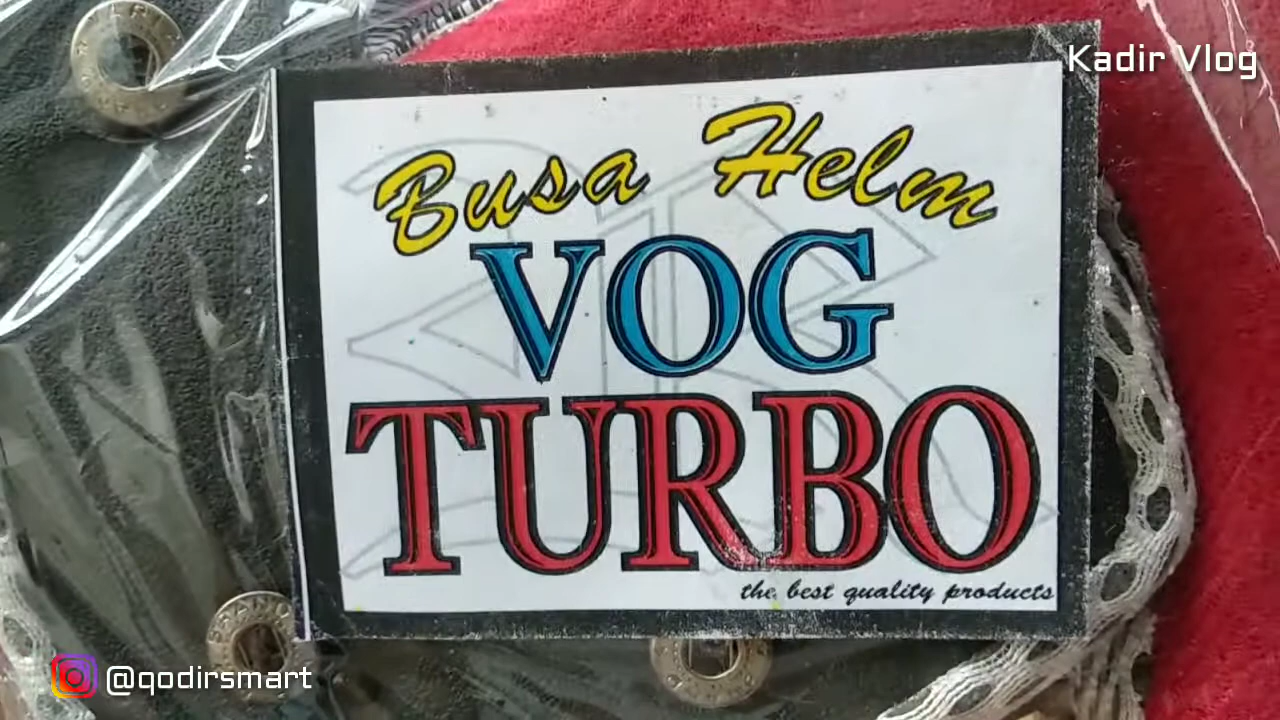 Kadir Vlog
Busa Helm
VOG
TURBO
the best quality products
@qodirsmart